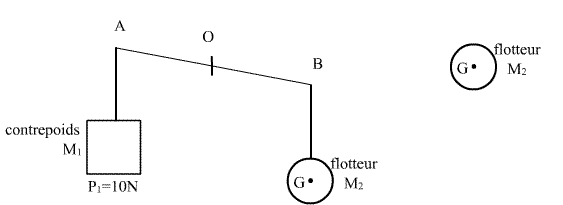 A
O
B
contrepoids
M1
P1=10N
flotteur
G
M2
flotteur
G
M2